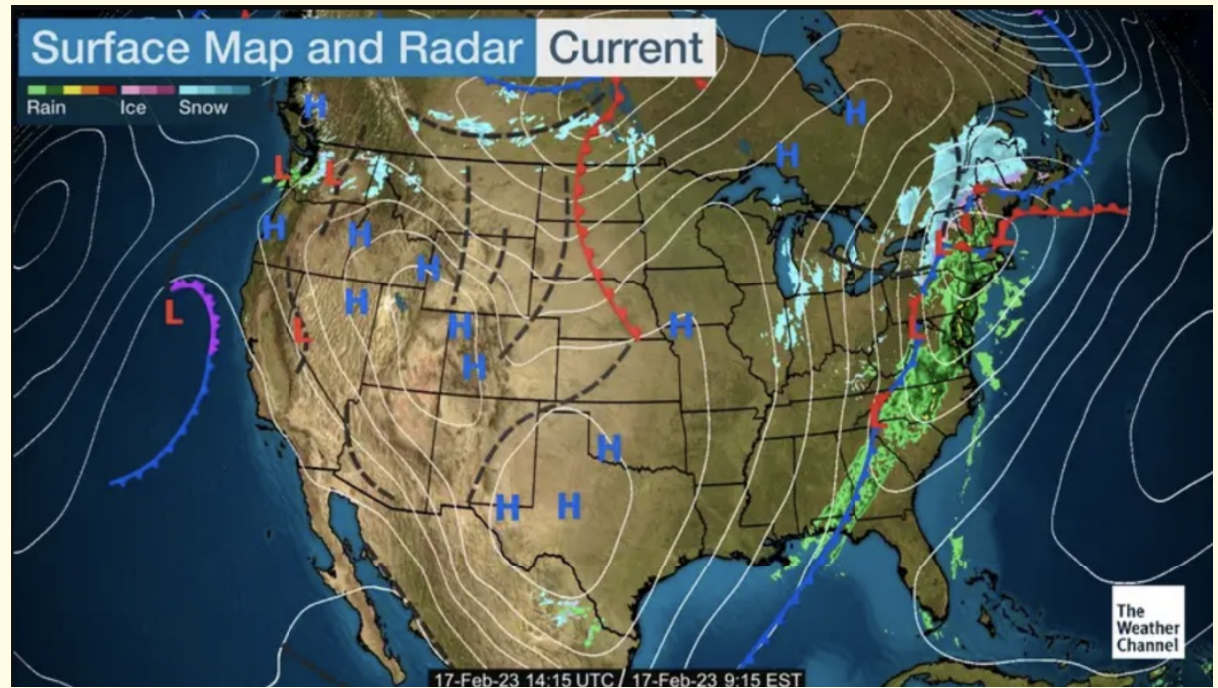 Surface Map and Radar Current
Rain Ice Snow
H
H
H
L L
H H
H
H
L
H H
L
H
L L L
L
L
H
H H
The
Weather
Channel
17-Feb-23 14:15 UTC / 17-Feb-23 9:15 EST